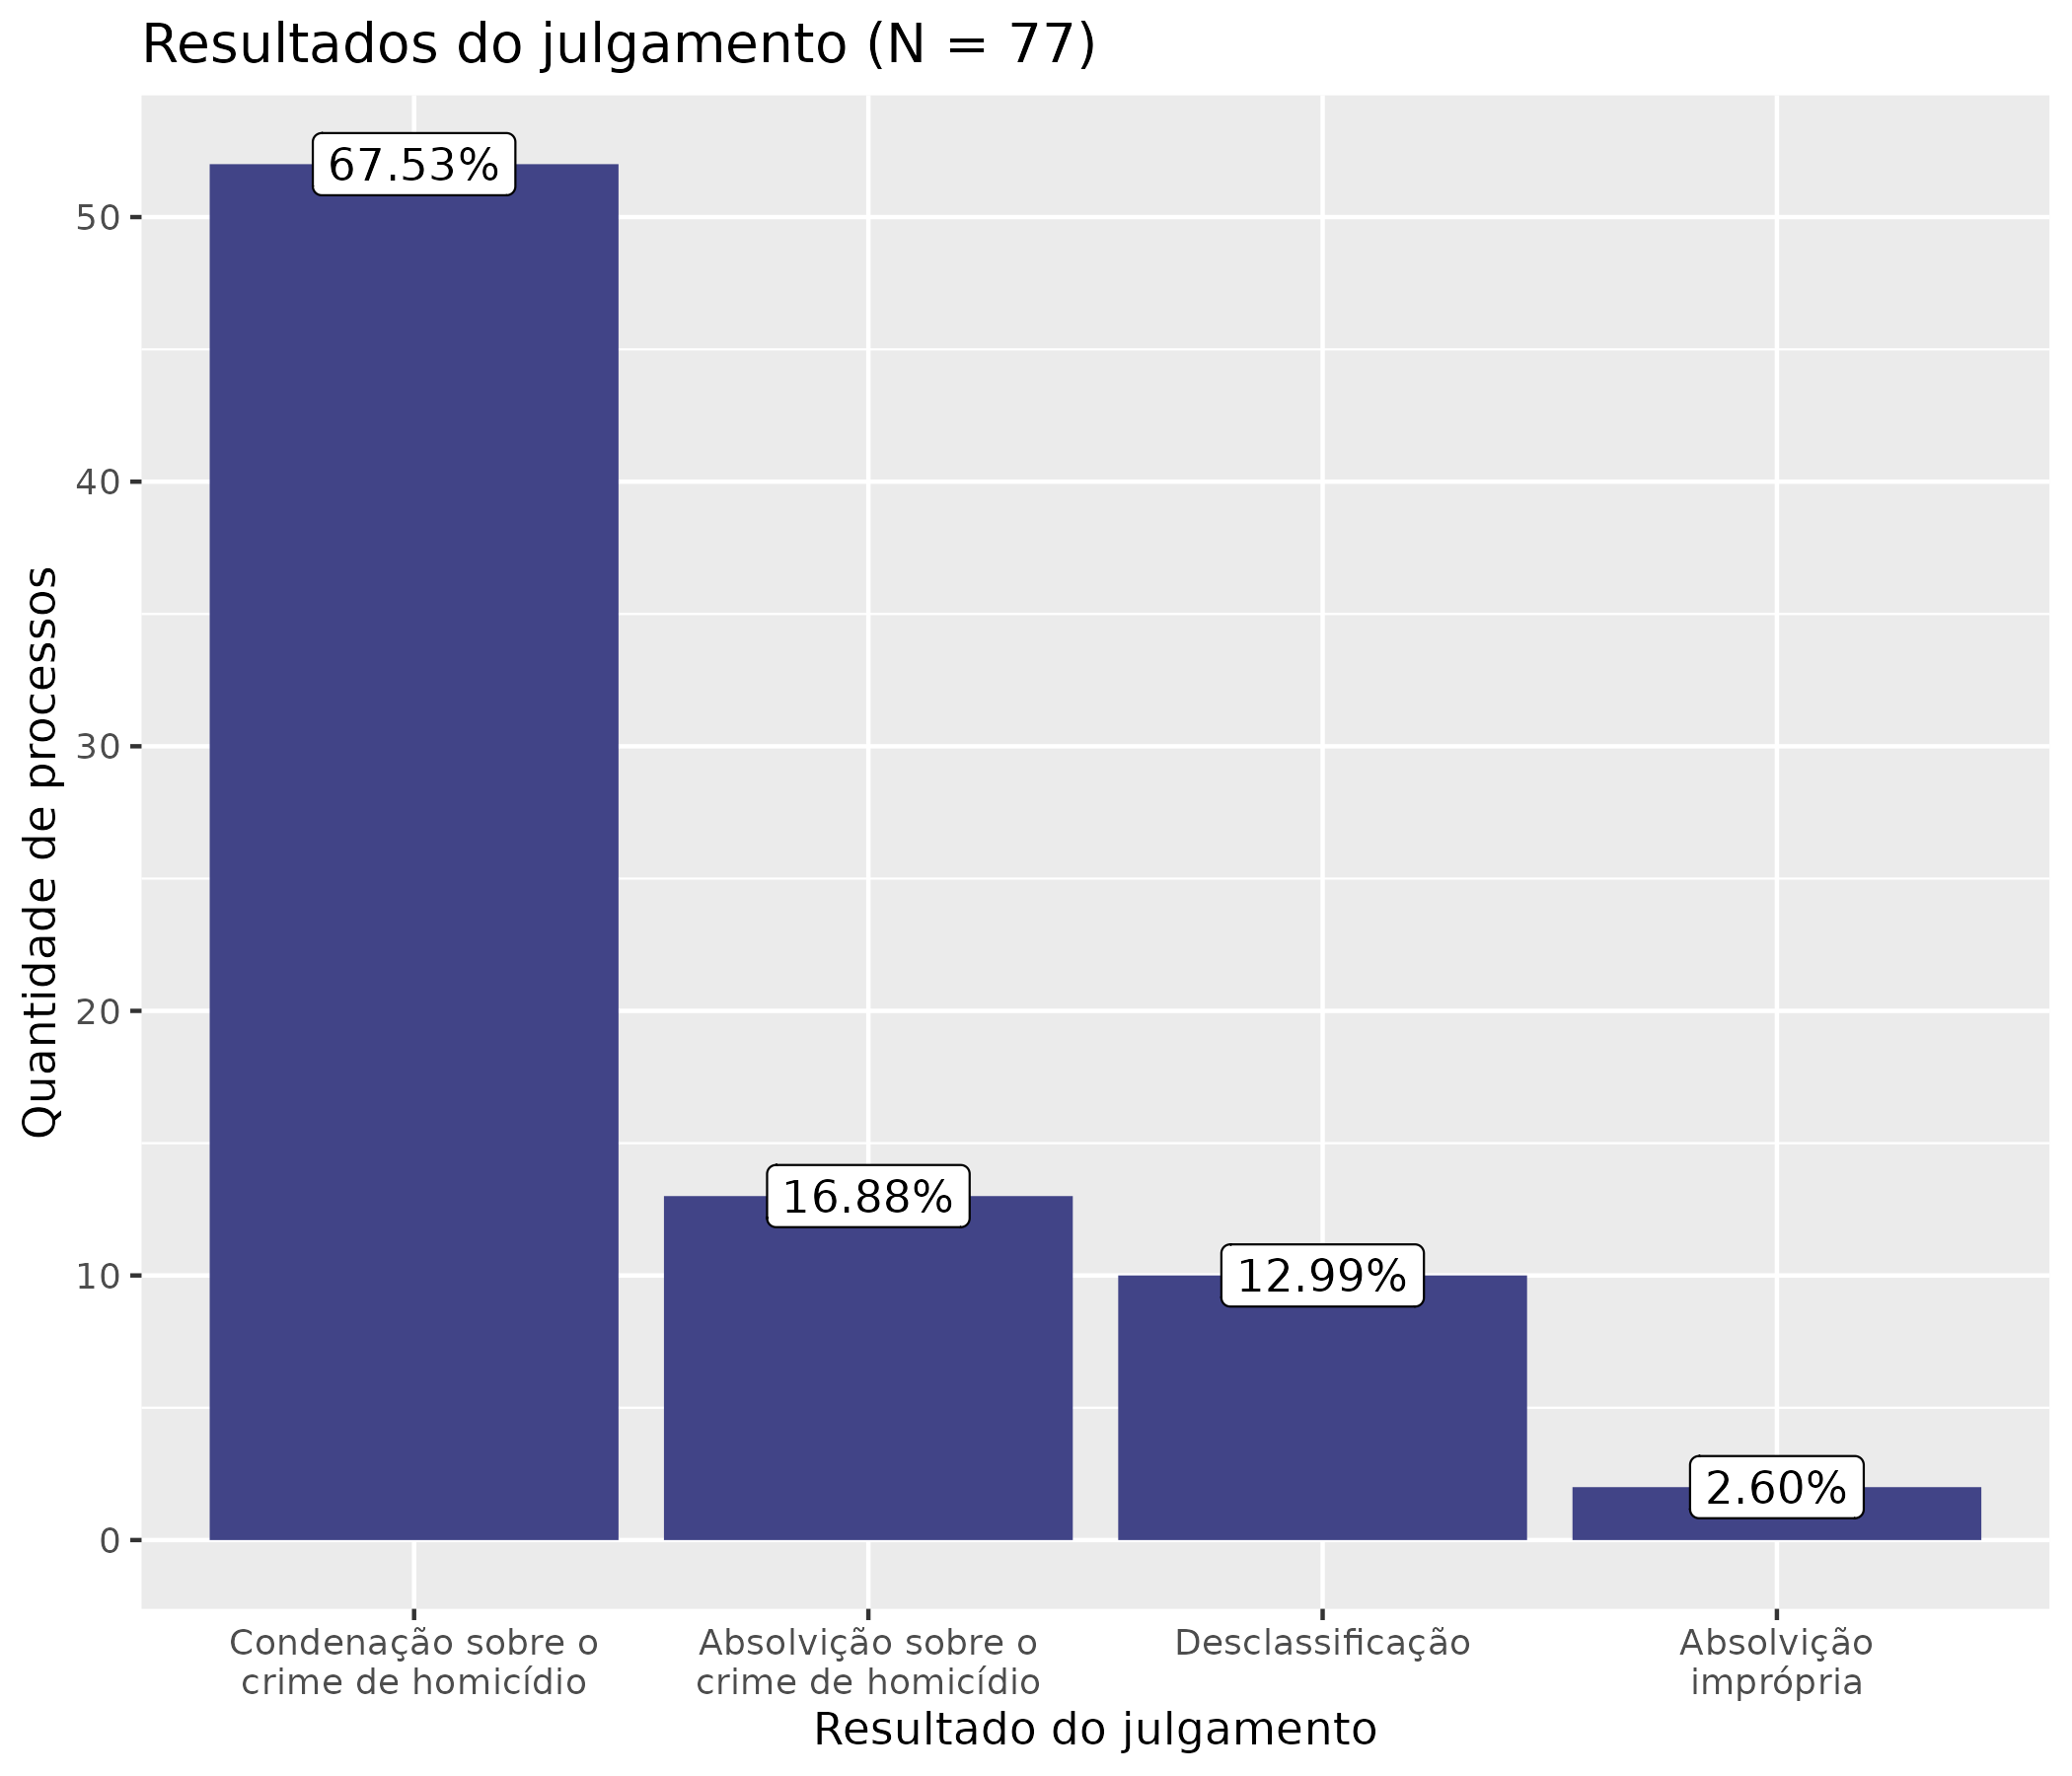 Resultados do julgamento (N = 77)
Quantidade de processos
50
40
30
20
10
0
67.53%
16.88%
12.99%
2.60%
Condenação sobre o
crime de homicídio
Absolvição sobre o
crime de homicídio
Desclassificação
Absolvição
imprópria
Resultado do julgamento